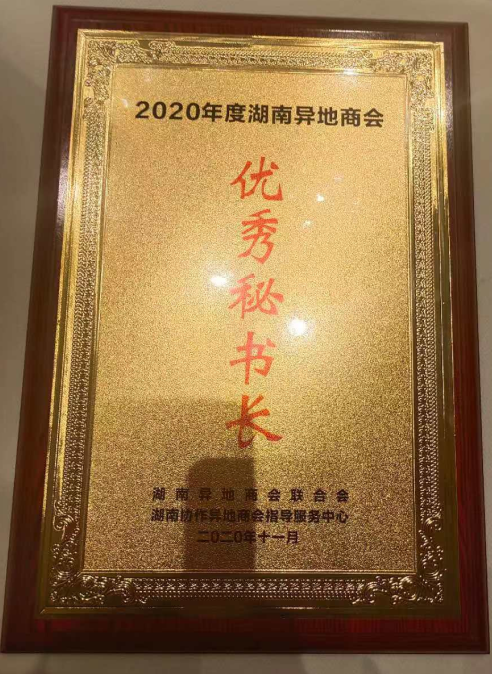 2020年度湖南异地商会
优秀秘书长
湖南异地商会联合会
湖南协作异地商会指导服务中心
二〇二〇年十一月